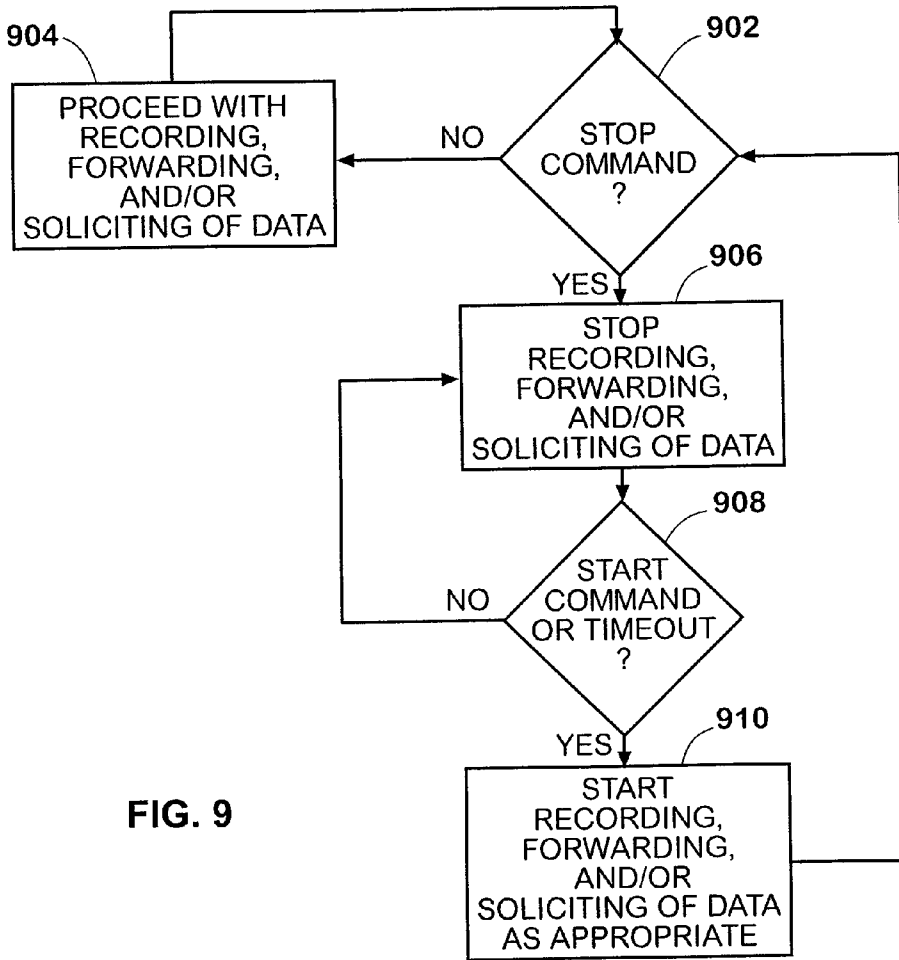 904
902
PROCEED WITH
RECORDING,
FORWARDING,
AND/OR
SOLICITING OF DATA
NO
STOP
COMMAND
?
YES
906
STOP
RECORDING,
FORWARDING,
AND/OR
SOLICITING OF DATA
908
NO
START
COMMAND
OR TIMEOUT
?
YES
910
START
RECORDING,
FORWARDING,
AND/OR
SOLICITING OF DATA
AS APPROPRIATE
FIG. 9